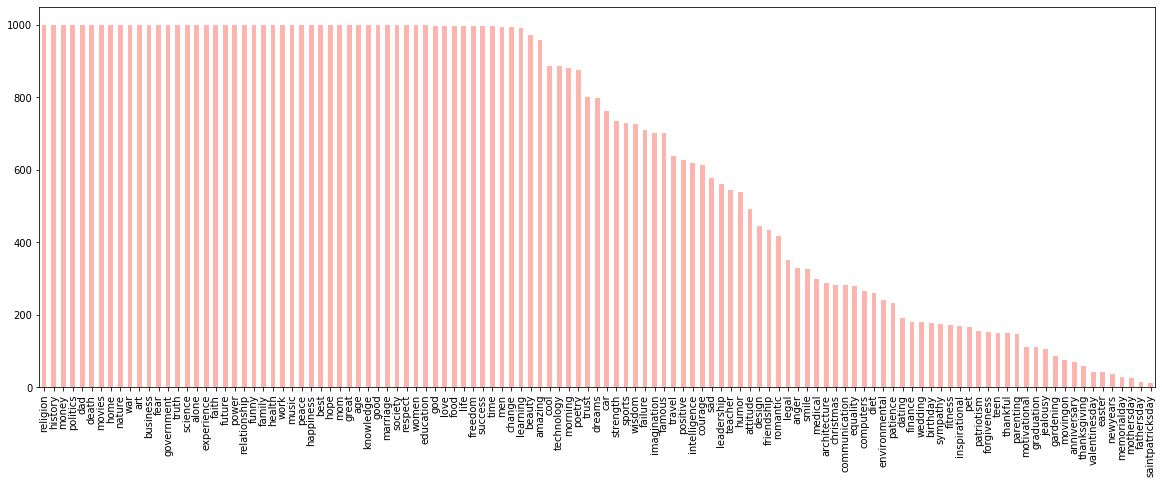 1000
800
600
400
200
0
religion
history
money
politics
dad
death
movies
home
nature
war
art
business
fear
government
truth
science
alone
experience
faith
future
power
relationship
funny
family
health
work
music
peace
happiness
best
hope
mom
great
age
knowledge
good
marriage
society
respect
women
education
god
love
food
life
freedom
success
time
men
change
learning
beauty
amazing
cool
technology
morning
poetry
trust
dreams
car
strength
sports
wisdom
failure
imagination
famous
travel
positive
intelligence
courage
sad
leadership
teacher
humor
attitude
design
friendship
romantic
legal
anger
smile
medical
architecture
christmas
communication
equality
computers
diet
environmental
patience
dating
finance
wedding
birthday
sympathy
fitness
inspirational
pet
patriotism
forgiveness
teen
thankful
parenting
motivational
graduation
jealousy
gardening
movingon
anniversary
thanksgiving
valentinesday
easter
newyears
memorialday
mothersday
fathersday
saintpatricksday